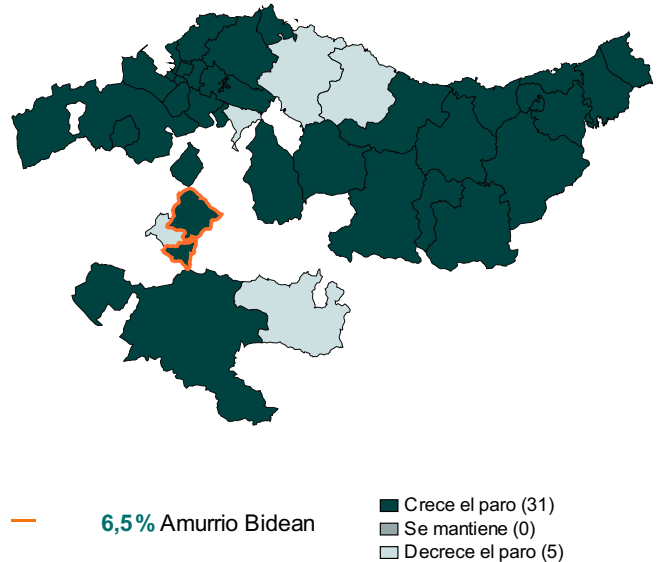 6,5% Amurrio Bidean
Crece el paro (31)
Se mantiene (0)
Decrece el paro (5)